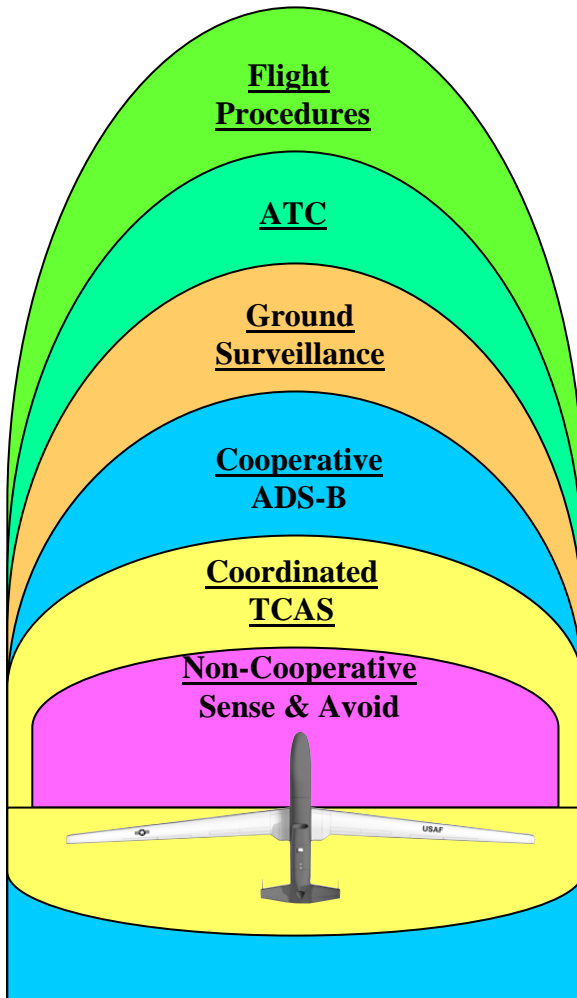 Flight
Procedures
ATC
Ground
Surveillance
Cooperative
ADS-B
Coordinated
TCAS
Non-Cooperative
Sense & Avoid
USAF